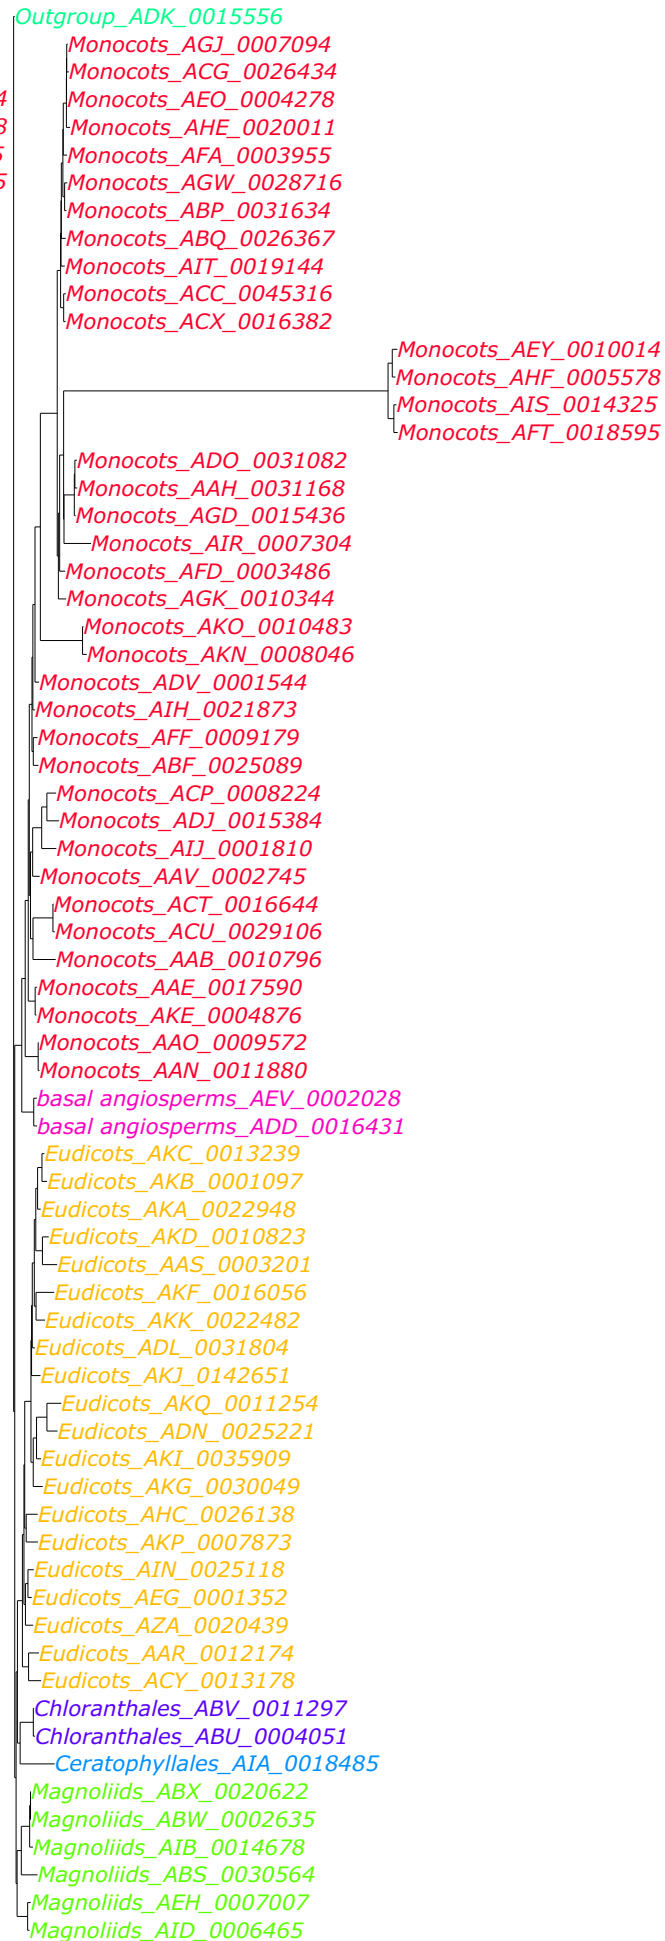 Outgroup_ADK_0015556
Monocots_AGJ_0007094
Monocots_ACG_0026434
Monocots_AEO_0004278
Monocots_AHE_0020011
Monocots_AFA_0003955
Monocots_AGW_0028716
Monocots_ABP_0031634
Monocots_ABQ_0026367
Monocots_AIT_0019144
Monocots_ACC_0045316
Monocots_ACX_0016382
Monocots_AEY_0010014
Monocots_AHF_0005578
Monocots_AIS_0014325
Monocots_AFT_0018595
Monocots_ADO_0031082
Monocots_AAH_0031168
Monocots_AGD_0015436
Monocots_AIR_0007304
Monocots_AFD_0003486
Monocots_AGK_0010344
Monocots_AKO_0010483
Monocots_AKN_0008046
Monocots_ADV_0001544
Monocots_AIH_0021873
Monocots_AFF_0009179
Monocots_ABF_0025089
Monocots_ACP_0008224
Monocots_ADJ_0015384
Monocots_AIJ_0001810
Monocots_AAV_0002745
Monocots_ACT_0016644
Monocots_ACU_0029106
Monocots_AAB_0010796
Monocots_AAE_0017590
Monocots_AKE_0004876
Monocots_AAO_0009572
Monocots_AAN_0011880
basal angiosperms_AEV_0002028
basal angiosperms_ADD_0016431
Eudicots_AKC_0013239
Eudicots_AKB_0001097
Eudicots_AKA_0022948
Eudicots_AKD_0010823
Eudicots_AAS_0003201
Eudicots_AKF_0016056
Eudicots_AKK_0022482
Eudicots_ADL_0031804
Eudicots_AKJ_0142651
Eudicots_AKQ_0011254
Eudicots_ADN_0025221
Eudicots_AKI_0035909
Eudicots_AKG_0030049
Eudicots_AHC_0026138
Eudicots_AKP_0007873
Eudicots_AIN_0025118
Eudicots_AEG_0001352
Eudicots_AZA_0020439
Eudicots_AAR_0012174
Eudicots_ACY_0013178
Chloranthales_ABV_0011297
Chloranthales_ABU_0004051
Ceratophyllales_AIA_0018485
Magnoliids_ABX_0020622
Magnoliids_ABW_0002635
Magnoliids_AIB_0014678
Magnoliids_ABS_0030564
Magnoliids_AEH_0007007
Magnoliids_AID_0006465